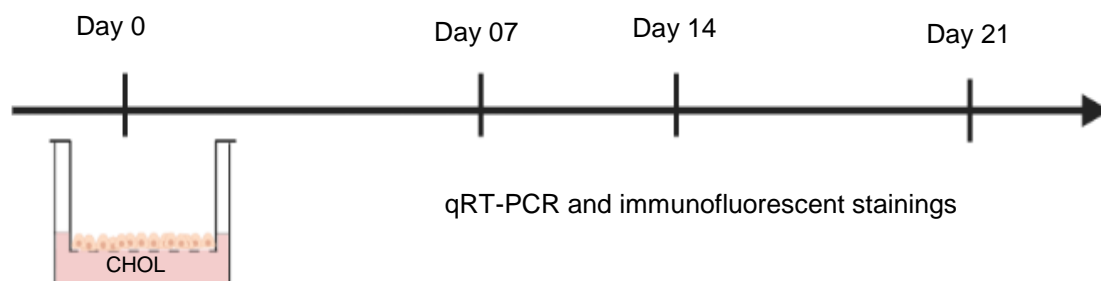 Day 0
Day 07
Day 14
Day 21
qRT-PCR and immunofluorescent stainings
CHOL